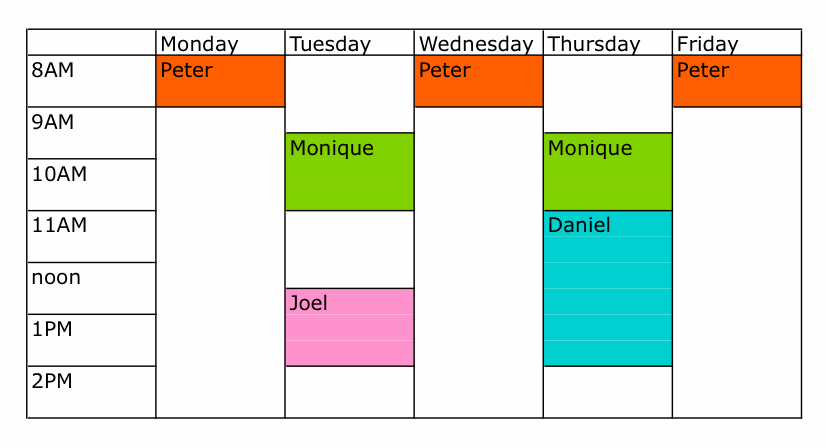 Monday Tuesday Wednesday Thursday Friday
8AM Peter Peter Peter
9AM
Monique Monique
10AM
11AM Daniel
noon
Joel
1PM
2PM